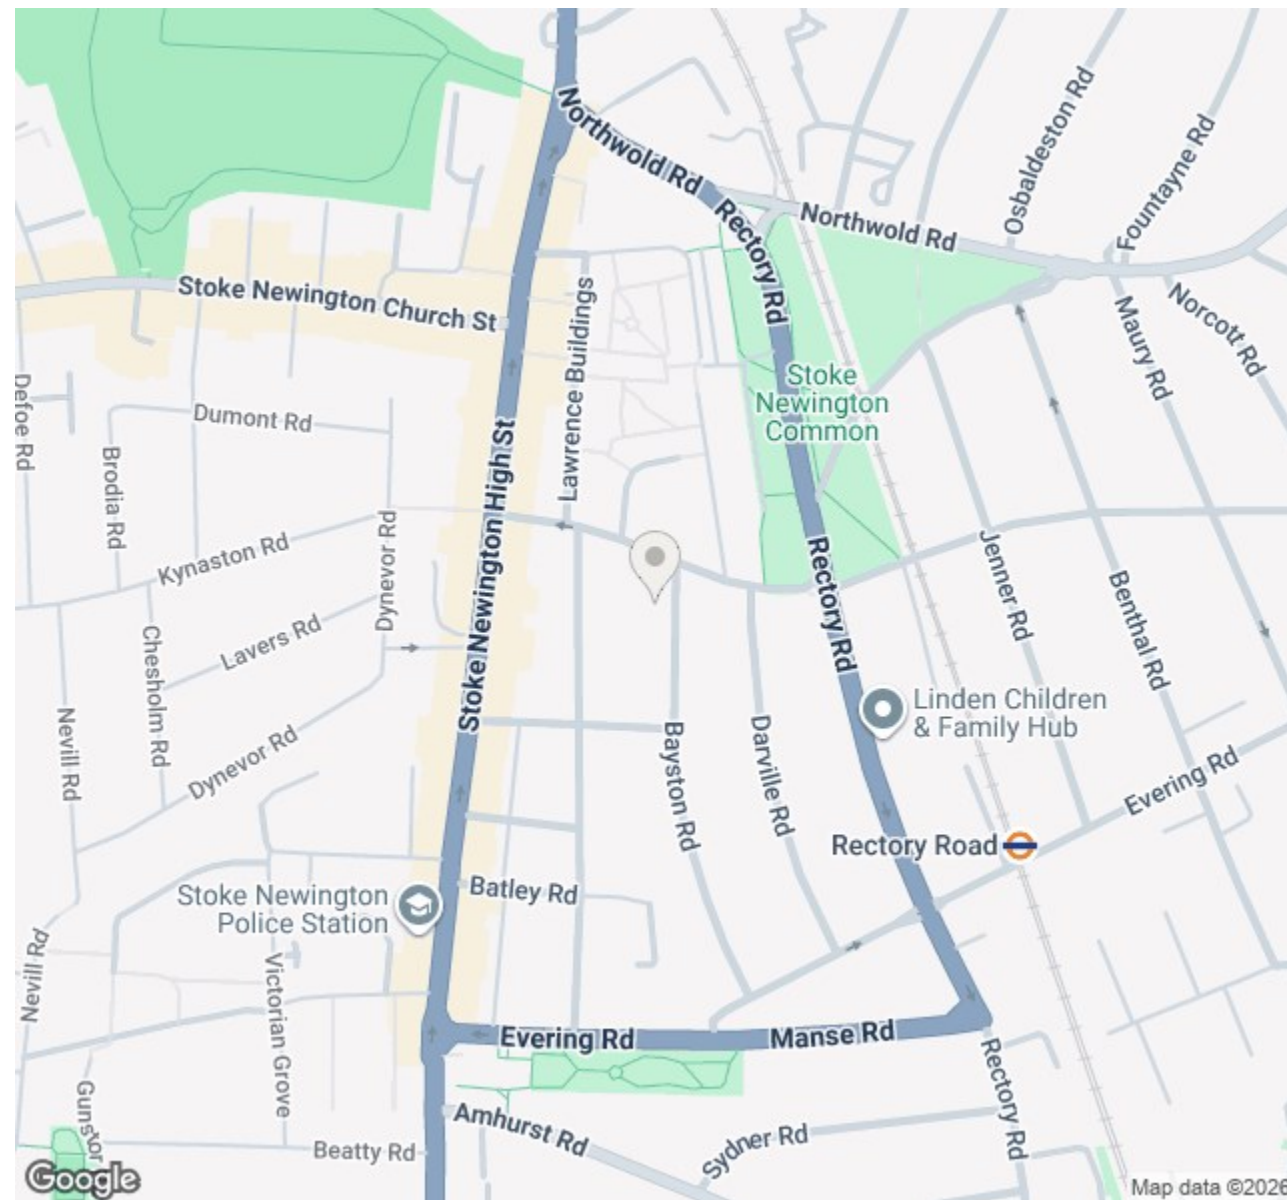 Northwold Rd
Osbaldeston Rd
Fountayne Rd
Rectory Rd
Northwold Rd
Stoke Newington Church St
Lawrence Buildings
Maury Rd
Norcott Rd
Stoke
Newington
Common
Defoe Rd
Dumont Rd
Brodia Rd
Stoke Newington High St
Kynaston Rd
Dynevor Rd
Rectory Rd
Jenner Rd
Benthal Rd
Lavers Rd
Chesholm Rd
Nevill Rd
Dynevor Rd
Bayston Rd
Darville Rd
Linden Children
& Family Hub
Evering Rd
Rectory Road
Stoke Newington
Police Station
Batley Rd
Nevill Rd
Victorian Grove
Evering Rd
Manse Rd
Rectory Rd
Gunstor
Amhurst Rd
Sydner Rd
Beatty Rd
Google
Map data ©2026